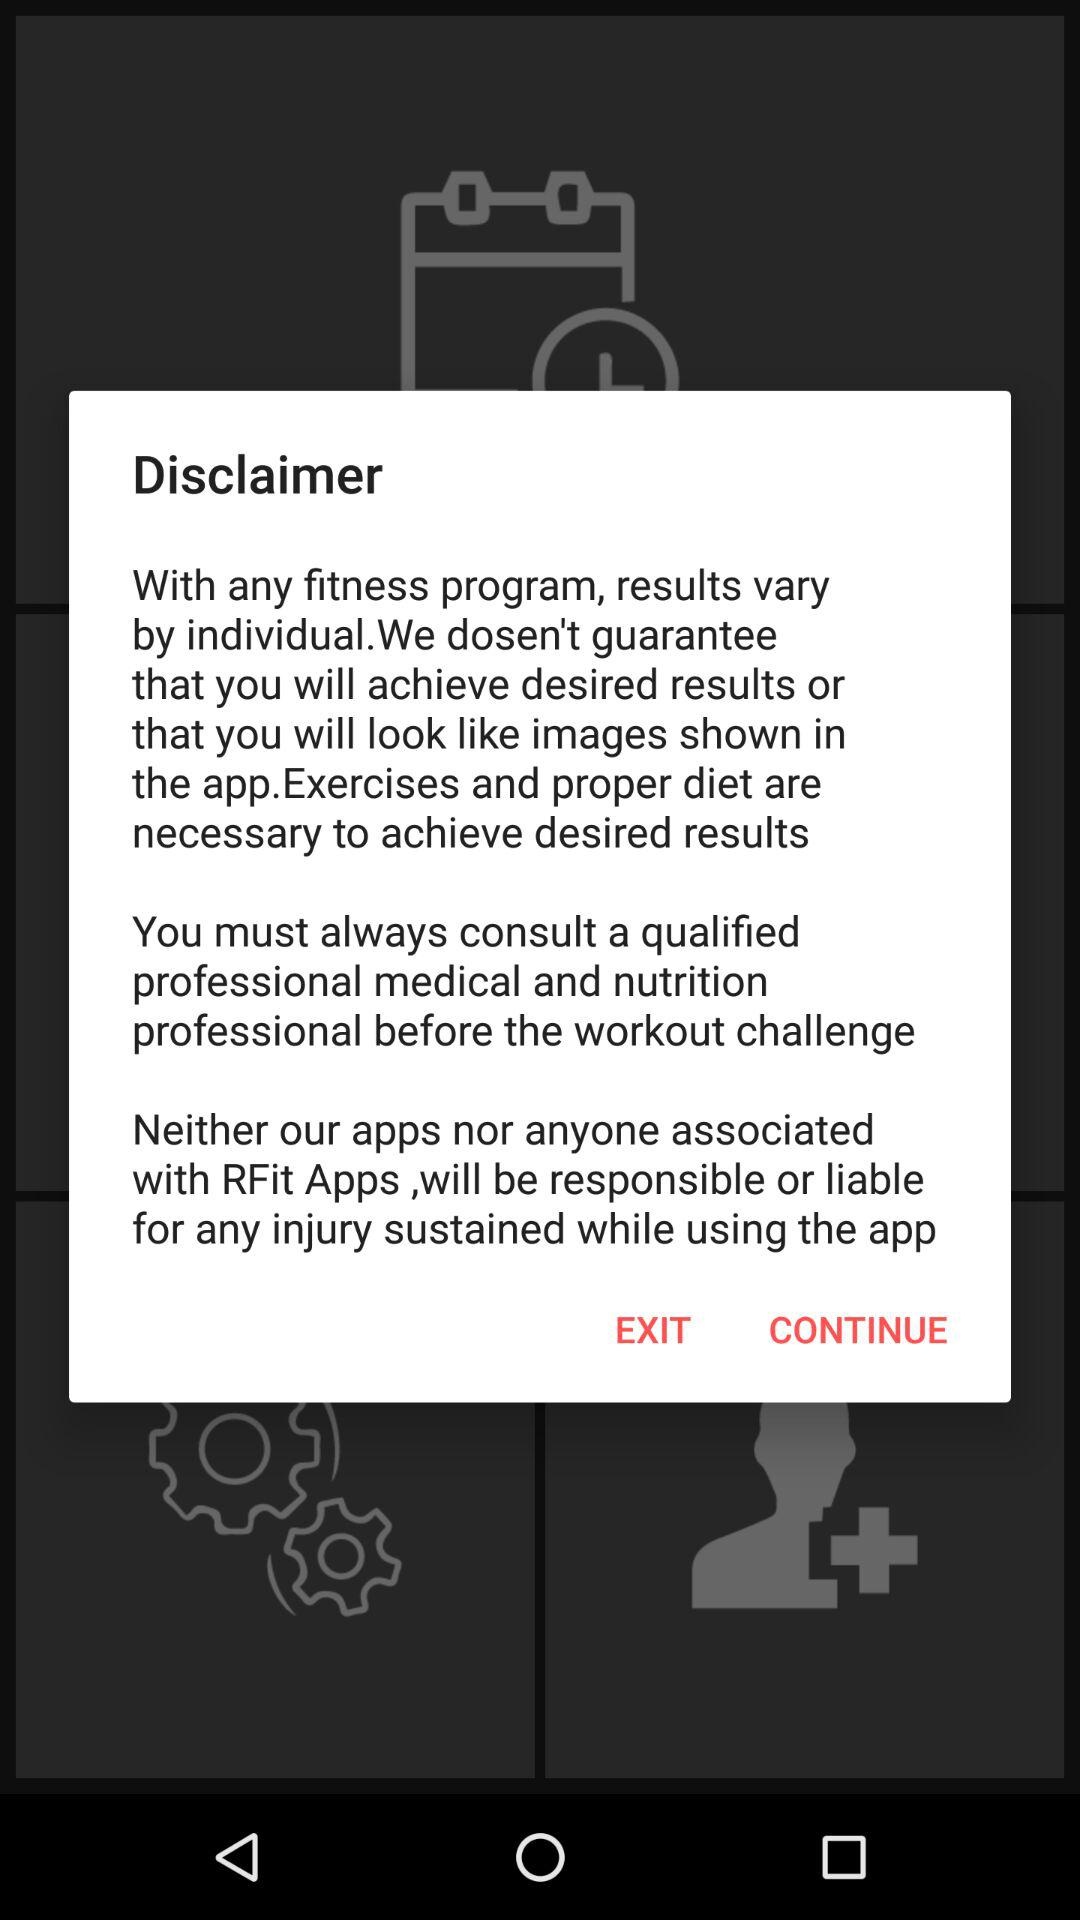 Disclaimer
With any fitness program, results vary
by individual.We dosen't guarantee
that you will achieve desired results or
that you will look like images shown in
the app.Exercises and proper diet are
necessary to achieve desired results
You must always consult a qualified
professional medical and nutrition
professional before the workout challenge
Neither our apps nor anyone associated
with RFit Apps ,will be responsible or liable
for any injury sustained while using the app
EXIT CONTINUE